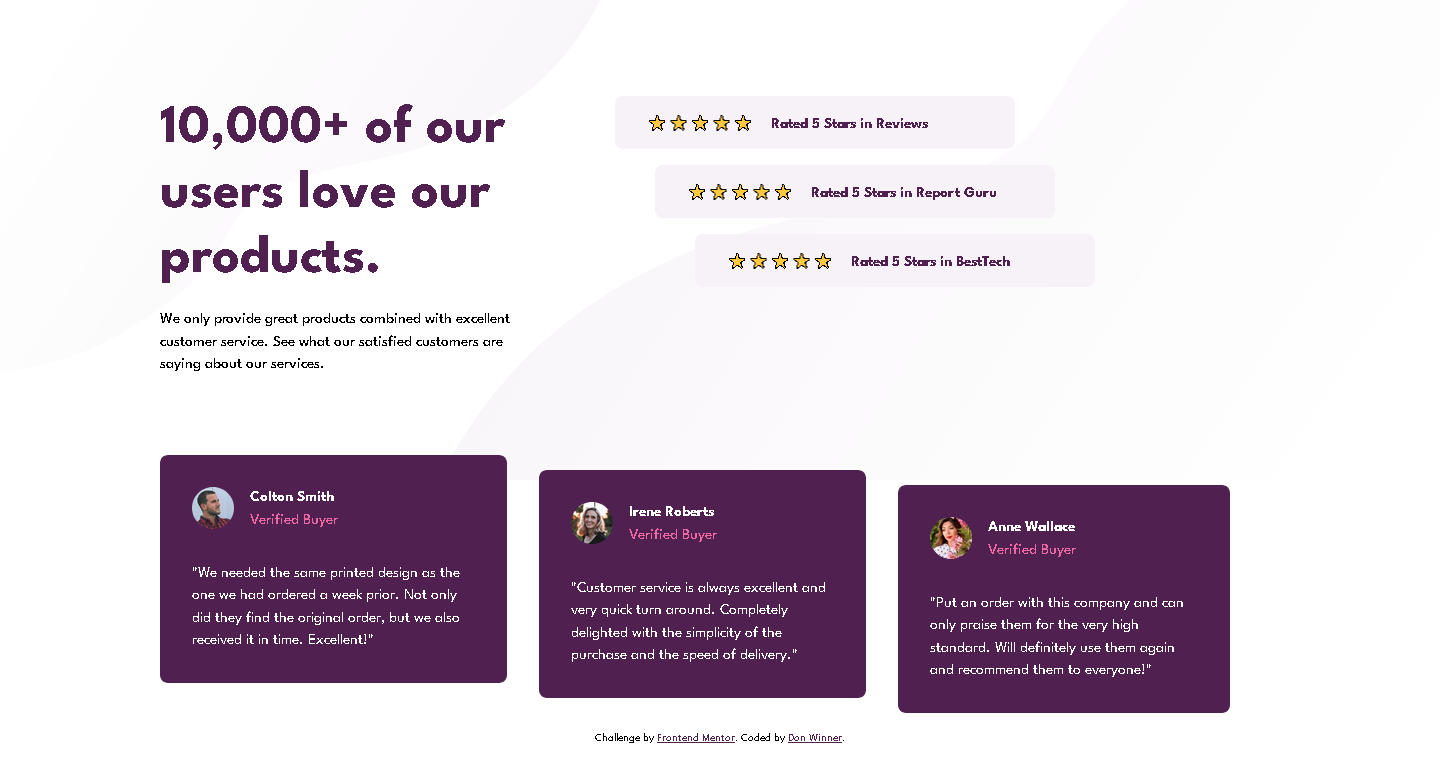 10,000+ of our
users love our
products.
We only provide great products combined with excellent
customer service. See what our satisfied customers are
saying about our services.
Rated 5 Stars in Reviews
Rated 5 Stars in Report Guru
Rated 5 Stars in BestTech
Colton Smith
Verified Buyer
"We needed the same printed design as the
one we had ordered a week prior. Not only
did they find the original order, but we also
received it in time. Excellent!"
Irene Roberts
Verified Buyer
"Customer service is always excellent and
very quick turn around. Completely
delighted with the simplicity of the
purchase and the speed of delivery."
Anne Wallace
Verified Buyer
"Put an order with this company and can
only praise them for the very high
standard. Will definitely use them again
and recommend them to everyone!"
Challenge by Frontend Mentor. Coded by Don Winner.